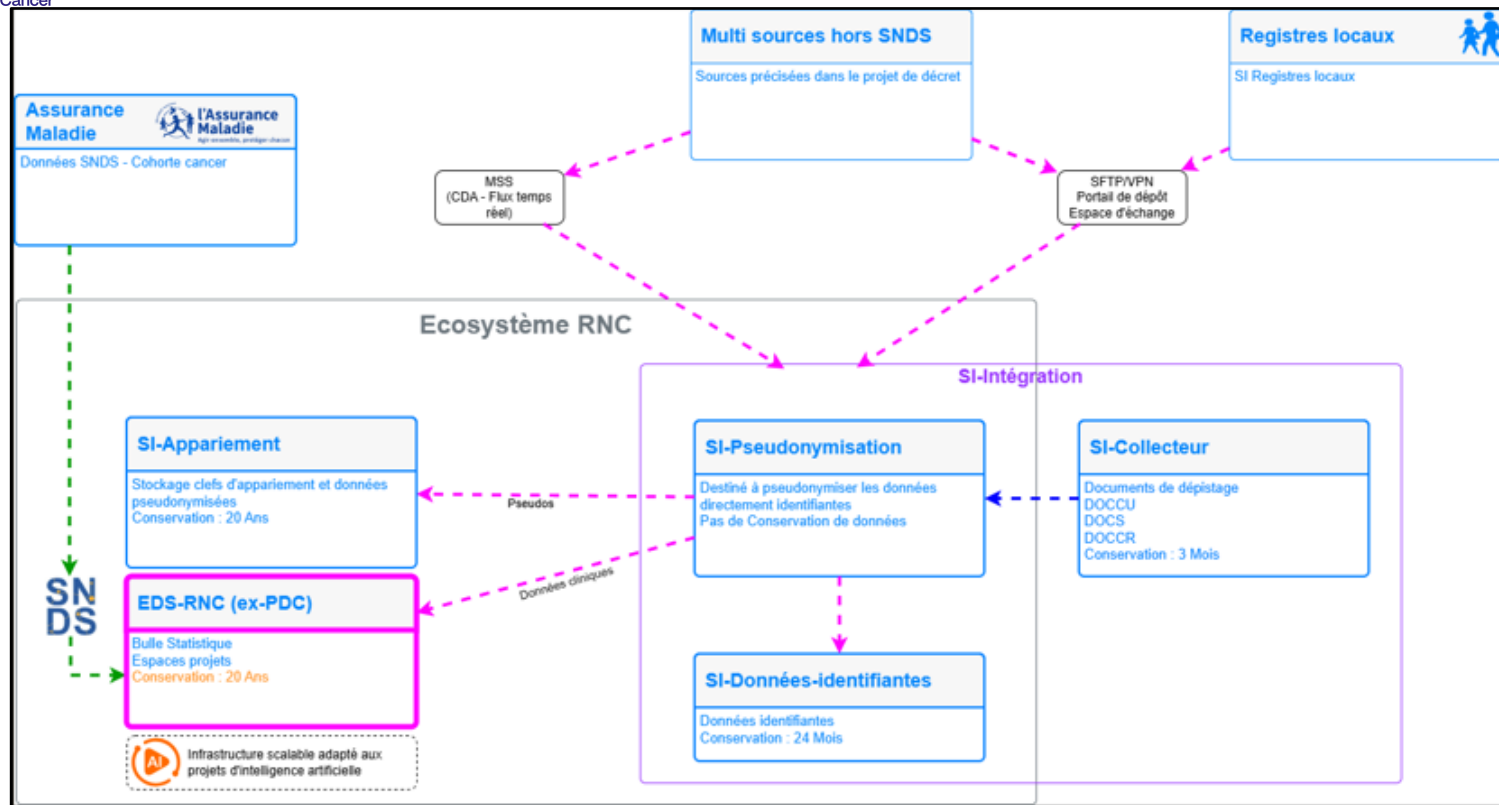 Cancer
Multi sources hors SNDS
Sources précisées dans le projet de décret
Registres locaux
SI Registres locaux
Assurance
Maladie
l'Assurance
Maladie
Agir ensemble, protéger chacun
Données SNDS - Cohorte cancer
MSS
(CDA - Flux temps
réel)
SFTP/VPN
Portail de dépôt
Espace d'échange
Ecosystème RNC
SI-Intégration
SI-Appariement
Stockage clefs d'appariement et données
pseudonymisées
Conservation : 20 Ans
Pseudos
SI-Pseudonymisation
Destiné à pseudonymiser les données
directement identifiantes
Pas de Conservation de données
SI-Collecteur
Documents de dépistage
DOCCU
DOCS
DOCCR
Conservation : 3 Mois
Données cliniques
SN
DS
EDS-RNC (ex-PDC)
Bulle Statistique
Espaces projets
Conservation : 20 Ans
SI-Données-identifiantes
Données identifiantes
Conservation : 24 Mois
AI
Infrastructure scalable adapté aux
projets d'intelligence artificielle